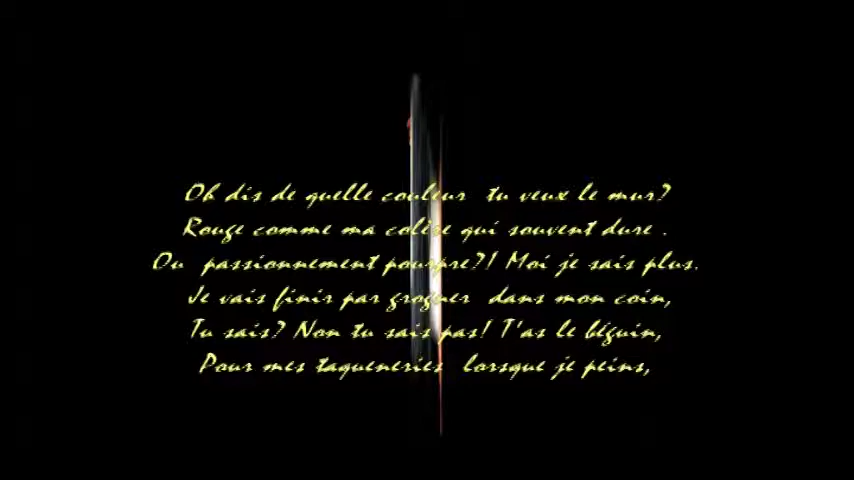 Oh dis de quelle couleur tu veux le mur?
Rouge comme ma colère qui souvent dure .
Ou passionnement pourpre?! Moi je sais plus.
Je vais finir par grogner dans mon coin,
Tu sais? Non tu sais pas! T'as le béguin,
Pour mes taqueneries lorsque je peins,